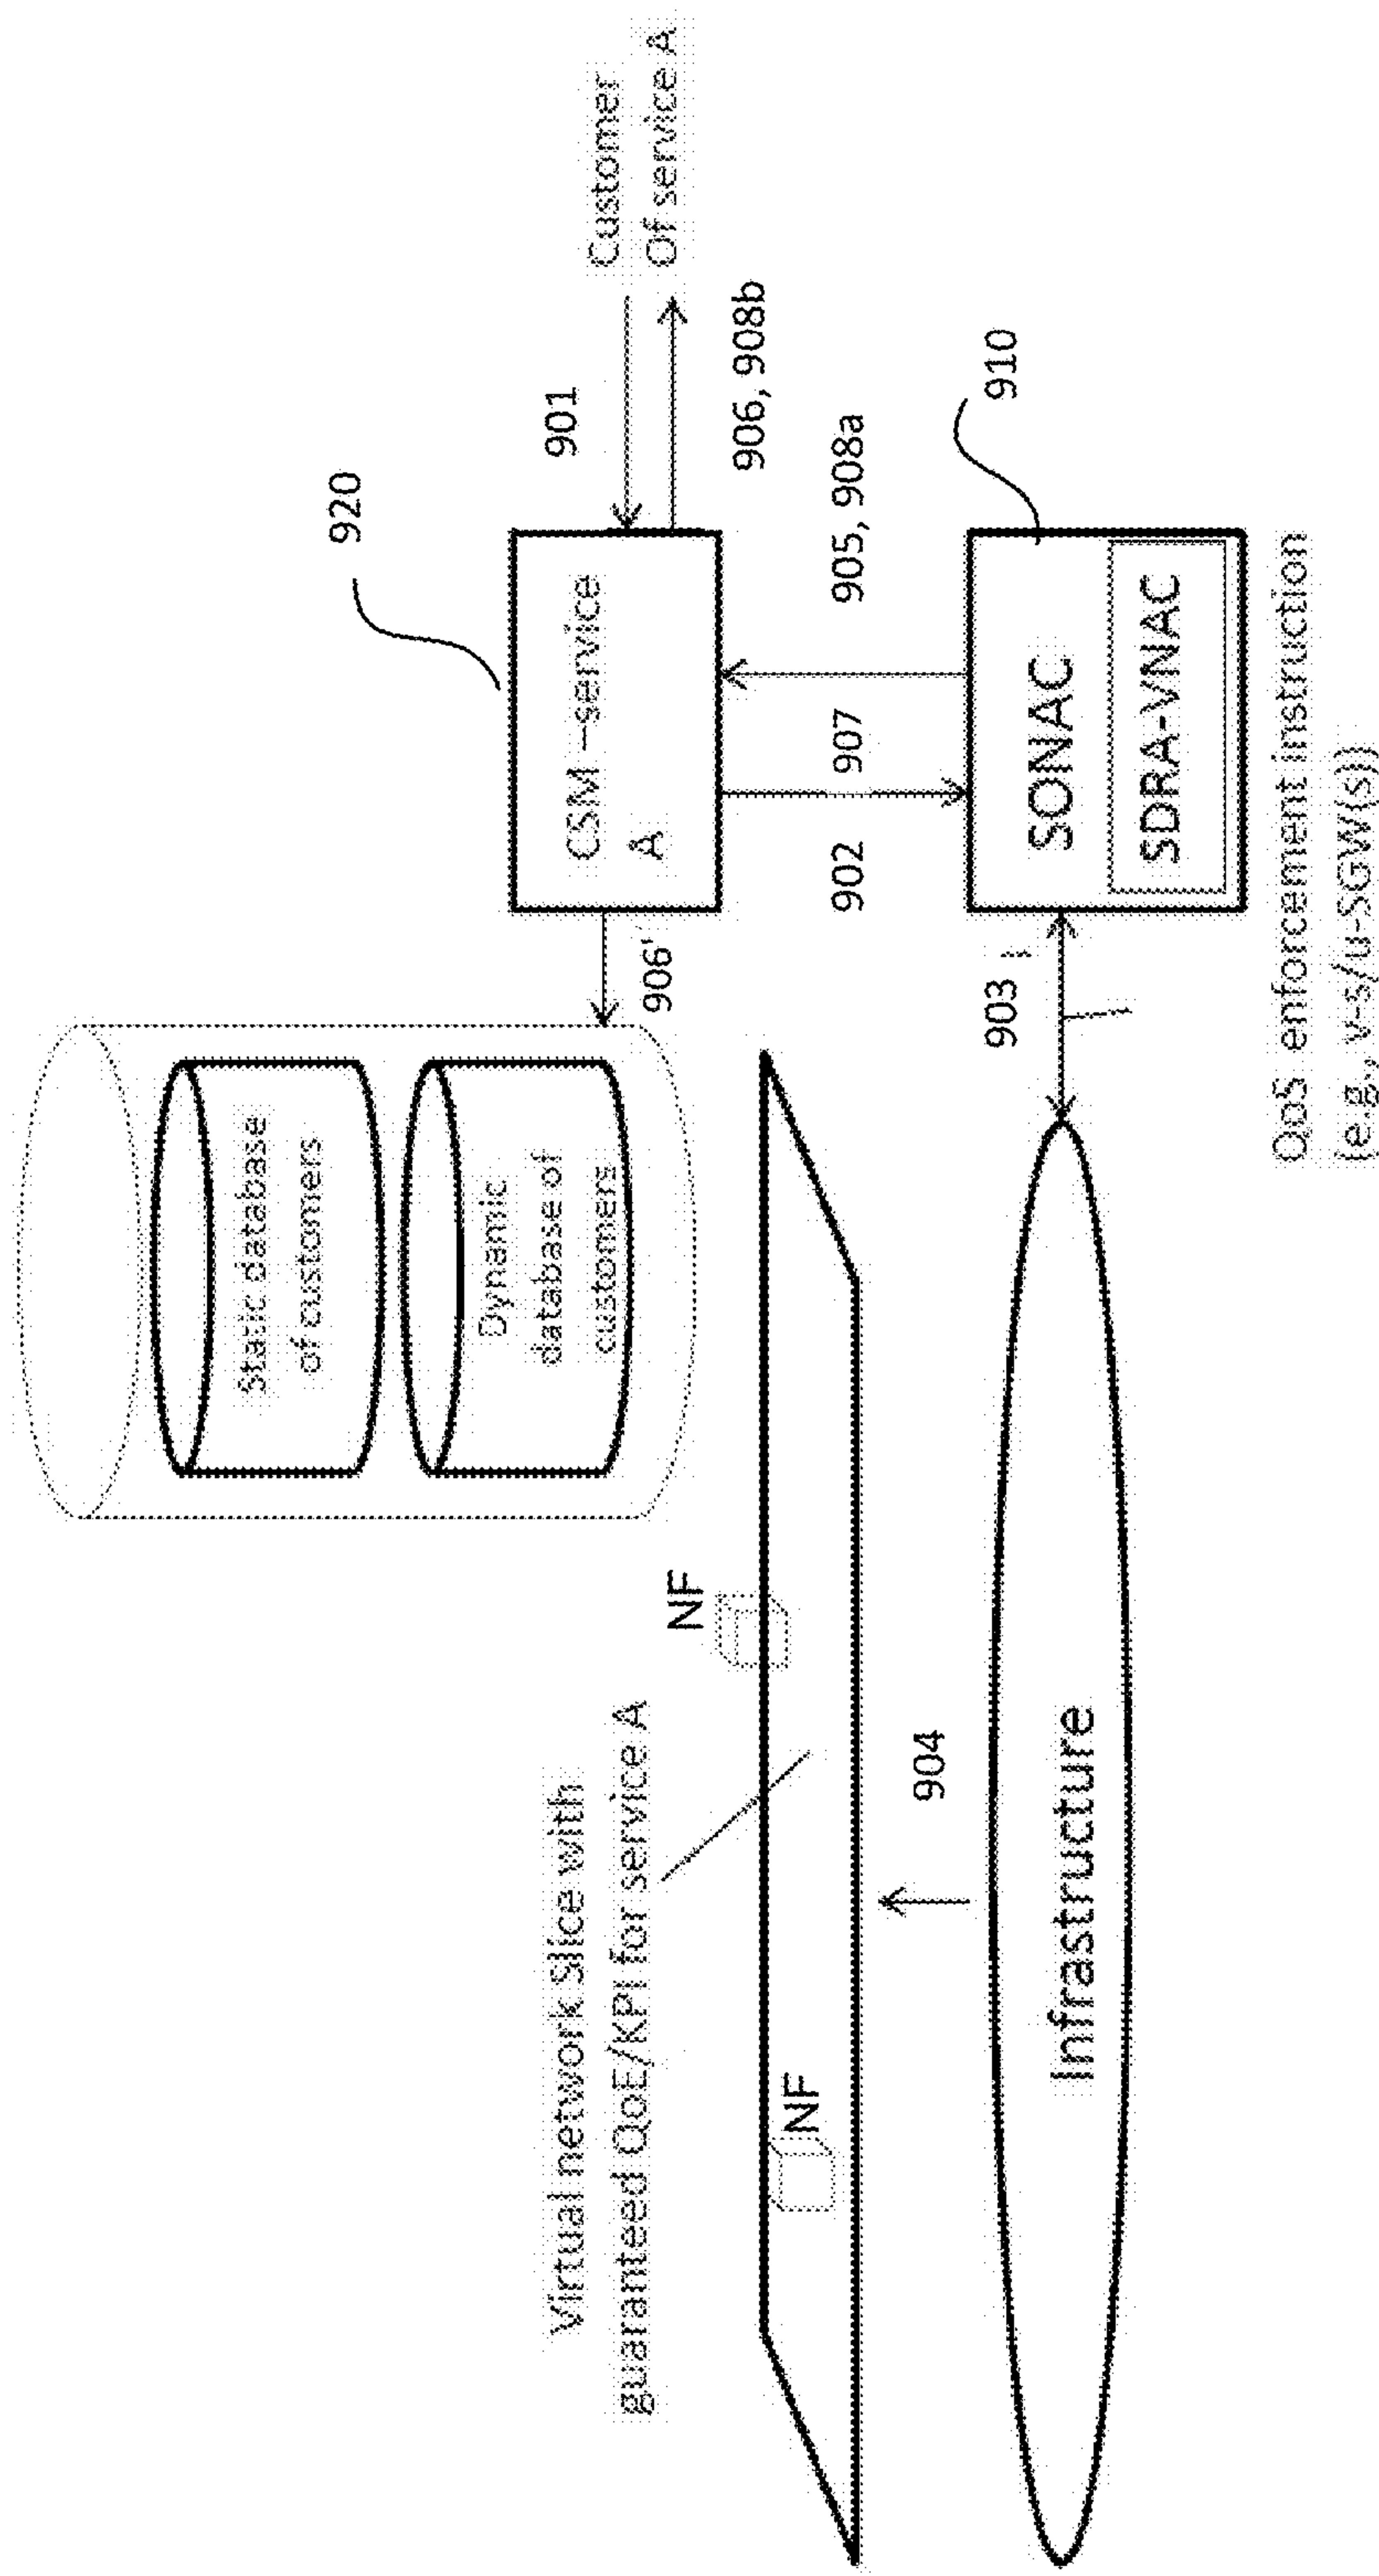 Static database
of customers
Dynamic
database of
customers
906'
920
CSM –service
A
901
Customer
Of service A
906, 908b
Virtual network slice with
guaranteed QoE/KPI for service A
NF
NF
902
907
905, 908a
904
903
910
SONAC
SDRA-VNAC
Infrastructure
QoS enforcement instruction
(e.g., v-s/u-SGW(s))